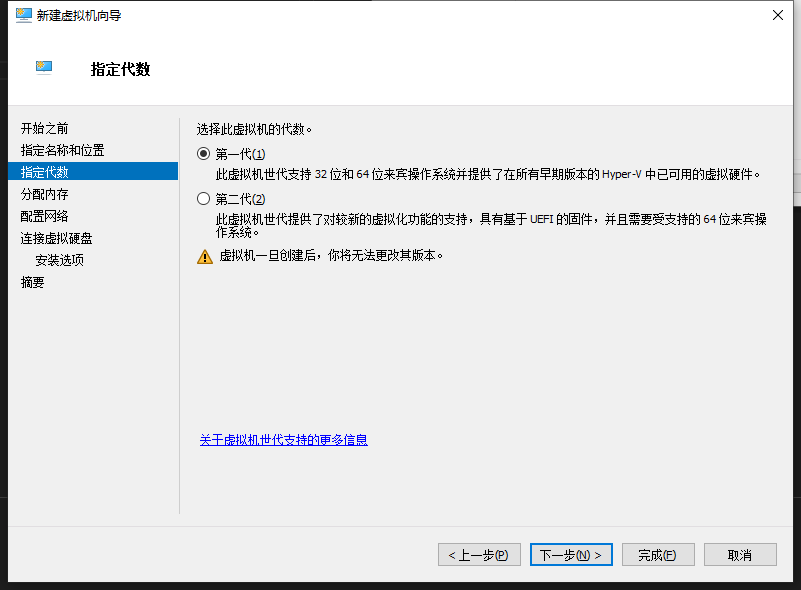 新建虚拟机向导
指定代数
开始之前
指定名称和位置
指定代数
分配内存
配置网络
连接虚拟硬盘
安装选项
摘要
选择此虚拟机的代数。
第一代(1)
此虚拟机世代支持 32 位和 64 位来宾操作系统并提供了在所有早期版本的 Hyper-V 中已可用的虚拟硬件。
第二代(2)
此虚拟机世代提供了对较新的虚拟化功能的支持，具有基于 UEFI 的固件，并且需要受支持的 64 位来宾操
作系统。
虚拟机一旦创建后，你将无法更改其版本。
关于虚拟机世代支持的更多信息
< 上一步(P)
下一步(N) >
完成(F)
取消